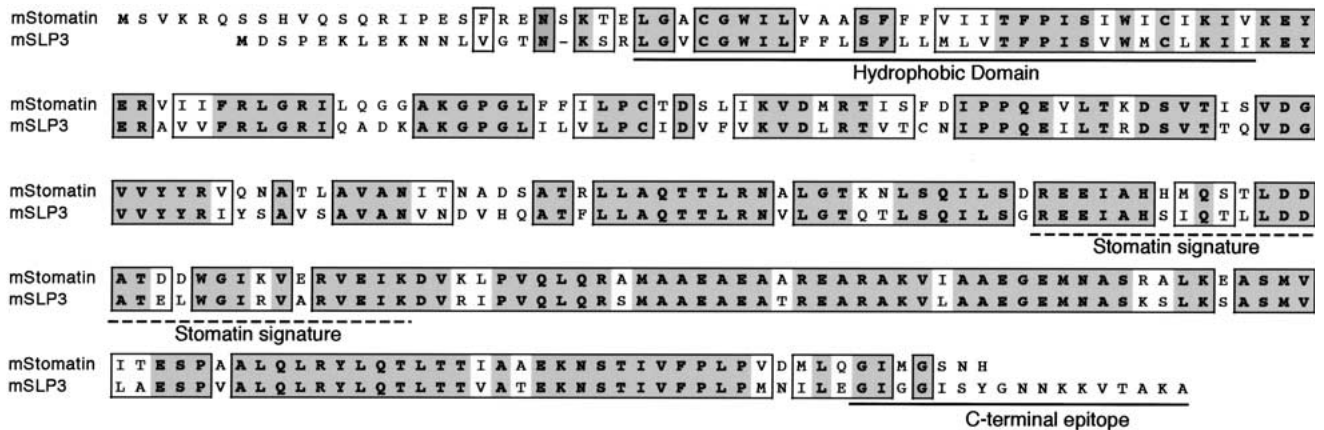 mStomatin M S V K R Q S S H V Q S Q R I P E S F R E N S K T E L G A C G W I L V A A S F F F V I I T F P I S I W I C I K I V K E Y
mSLP3 M D S P E K L E K N N L V G T N - K S R L G V C G W I L F F L S F L L M L V T F P I S V W M C L K I I K E Y
Hydrophobic Domain
mStomatin E R V I I F R L G R I L Q G G A K G P G L F F I L P C T D S L I K V D M R T I S F D I P P Q E V L T K D S V T I S V D G
mSLP3 E R A V V F R L G R I Q A D K A K G P G L I L V L P C I D V F V K V D L R T V T C N I P P Q E I L T R D S V T T Q V D G
mStomatin V V Y Y R V Q N A T L A V A N I T N A D S A T R L L A Q T T L R N A L G T K N L S Q I L S D R E E I A H H M Q S T L D D
mSLP3 V V Y Y R I Y S A V S A V A N V N D V H Q A T F L L A Q T T L R N V L G T Q T L S Q I L S G R E E I A H S I Q T L L D D
Stomatin signature
mStomatin A T D D W G I K V E R V E I K D V K L P V Q L Q R A M A A E A E A A R E A R A K V I A A E G E M N A S R A L K E A S M V
mSLP3 A T E L W G I R V A R V E I K D V R I P V Q L Q R S M A A E A E A T R E A R A K V L A A E G E M N A S K S L K S A S M V
Stomatin signature
mStomatin I T E S P A A L Q L R Y L Q T L T T I A A E K N S T I V F P L P V D M L Q G I M G S N H
mSLP3 L A E S P V A L Q L R Y L Q T L T T V A T E K N S T I V F P L P M N I L E G I G G I S Y G N N K K V T A K A
C-terminal epitope